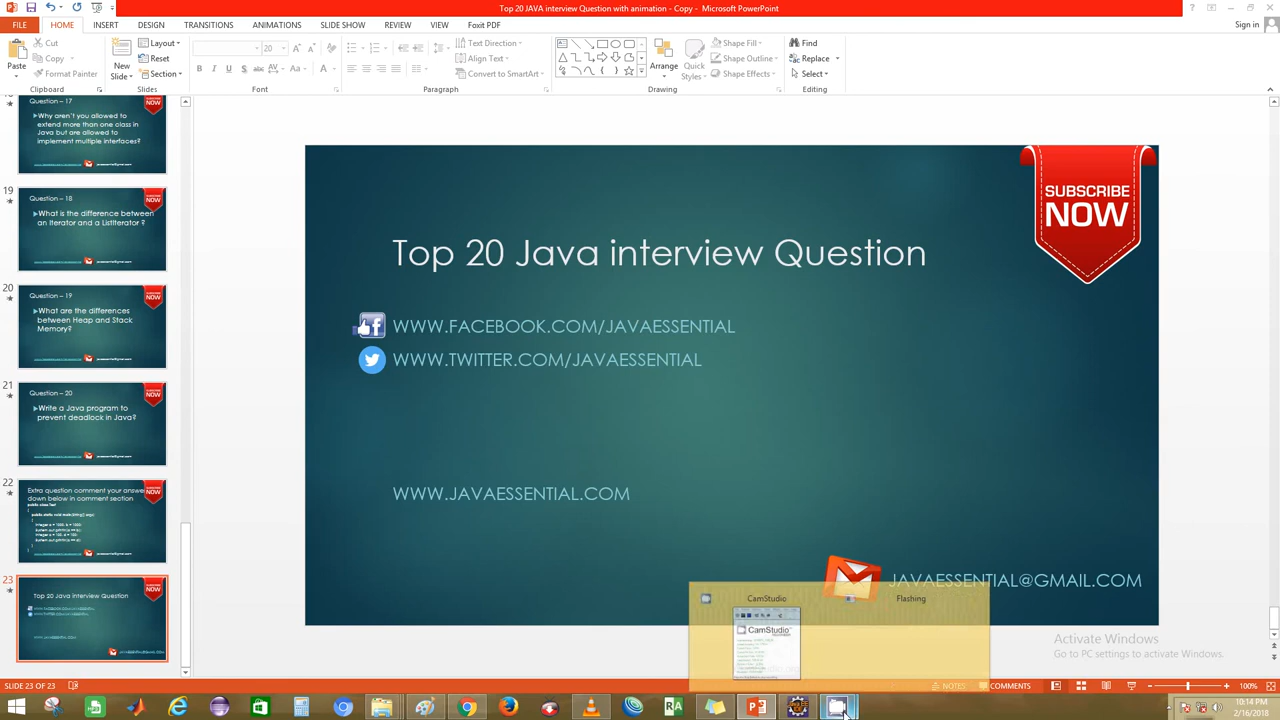 Top 20 JAVA interview Question with animation - Copy - Microsoft PowerPoint
FILE HOME INSERT DESIGN TRANSITIONS ANIMATIONS SLIDE SHOW REVIEW VIEW Foxit PDF Sign in
Paste
Cut
Copy
Format Painter
Clipboard
New Slide
Layout
Reset
Section
Slides
20
Font
Text Direction
Align Text
Convert to SmartArt
Paragraph
Arrange
Quick Styles
Shape Fill
Shape Outline
Shape Effects
Drawing
Find
Replace
Select
Editing
Question – 17
Why aren't you allowed to
extend more than one class in
Java but are allowed to
implement multiple interfaces?
NOW
19
Question – 18
What is the difference between
an Iterator and a ListIterator ?
NOW
20
Question – 19
What are the differences
between Heap and Stack
Memory?
NOW
21
Question – 20
Write a Java program to
prevent deadlock in Java?
NOW
22
Extra question comment your answer
down below in comment section
NOW
23
Top 20 Java interview Question
NOW
SUBSCRIBE
NOW
Top 20 Java interview Question
WWW.FACEBOOK.COM/JAVAESSENTIAL
WWW.TWITTER.COM/JAVAESSENTIAL
WWW.JAVAESSENTIAL.COM
JAVAESSENTIAL@GMAIL.COM
CamStudio Flashing
CamStudio
Activate Windows
Go to PC settings to activate Windows.
SLIDE 23 OF 23 NOTES COMMENTS 100%
10:14 PM
2/16/2018